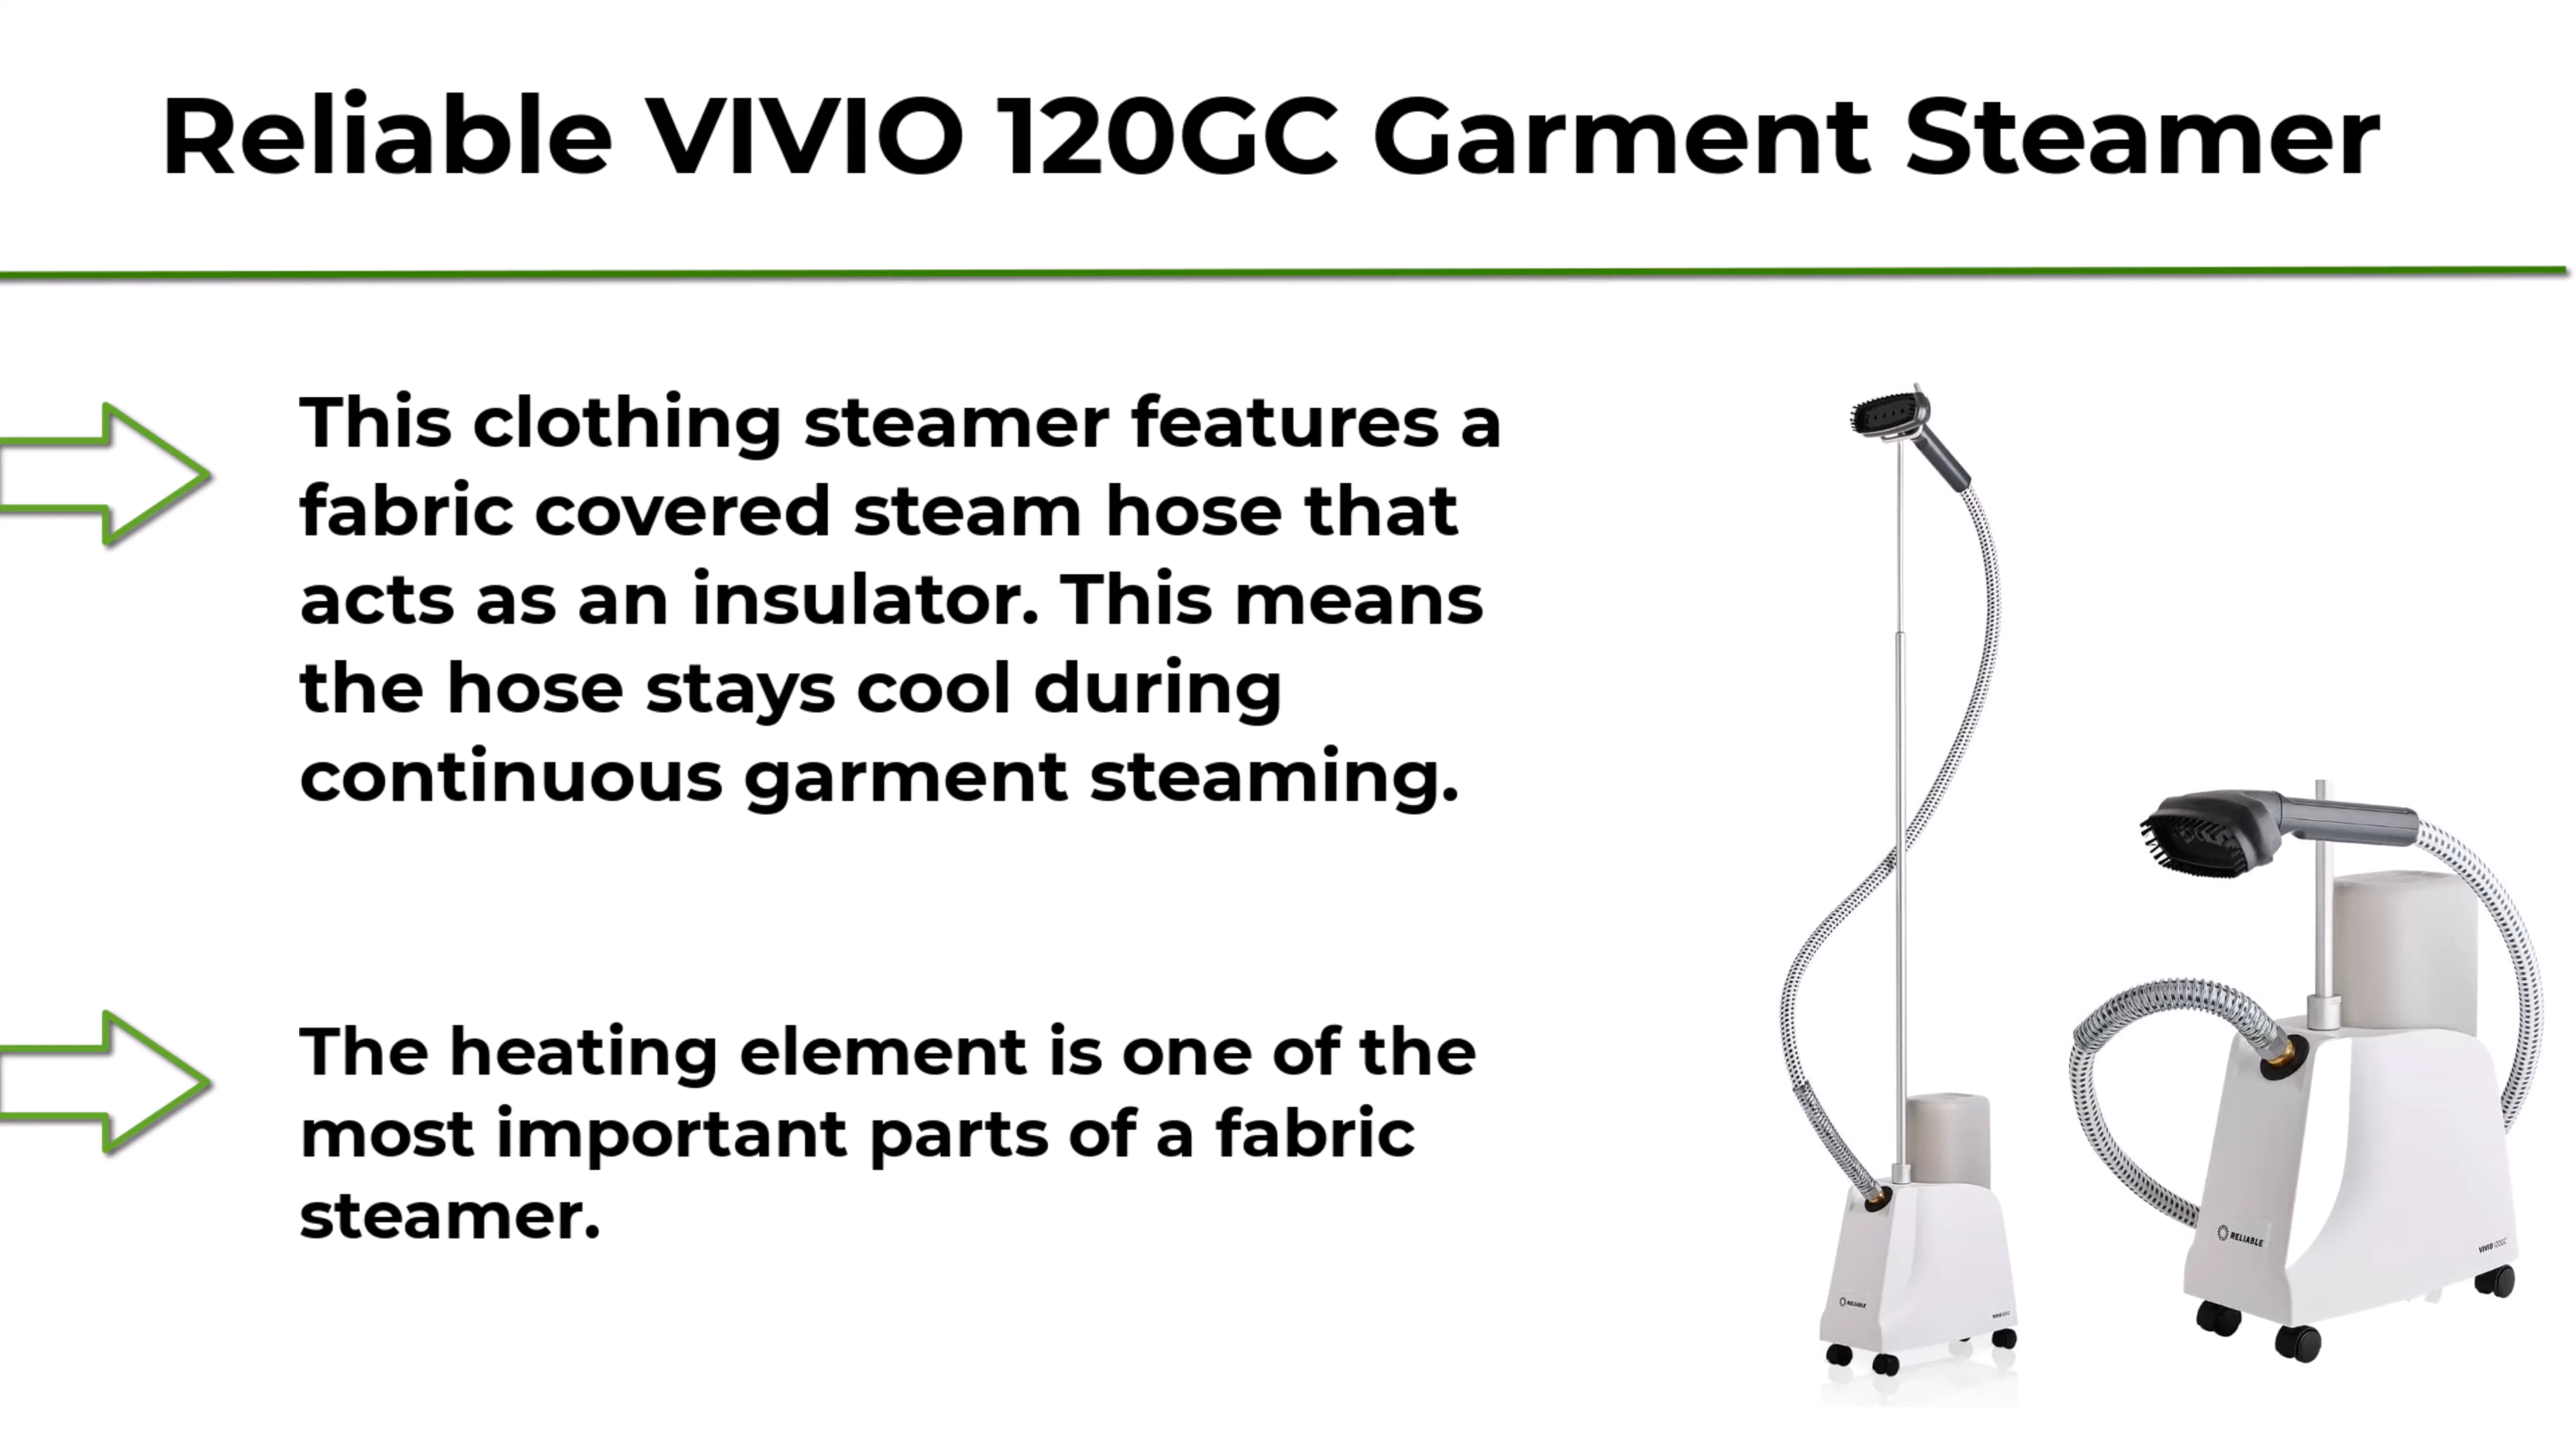 Reliable VIVIO 120GC Garment Steamer
This clothing steamer features a
fabric covered steam hose that
acts as an insulator. This means
the hose stays cool during
continuous garment steaming.
The heating element is one of the
most important parts of a fabric
steamer.
RELIABLE
VIVIO
RELIABLE